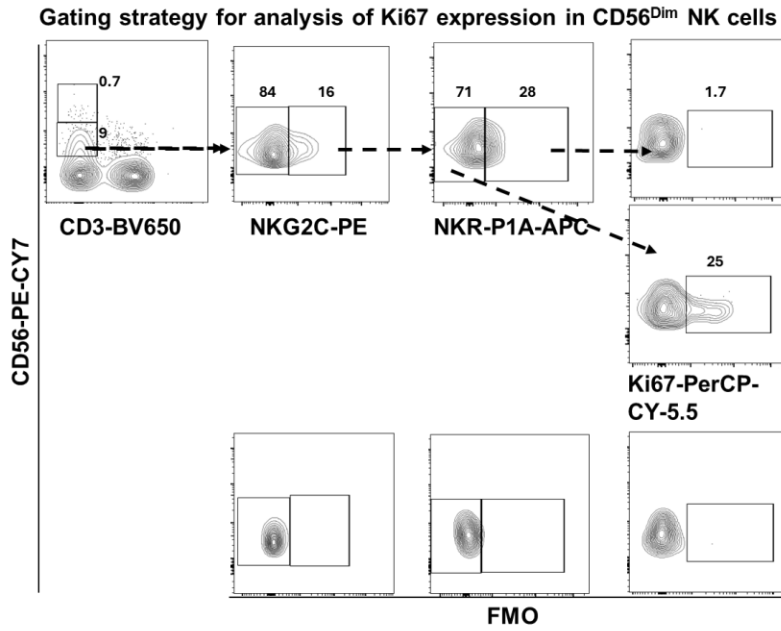 Gating strategy for analysis of Ki67 expression in CD56Dim NK cells
0.7
9
84 16
71 28
1.7
CD3-BV650
NKG2C-PE
NKR-P1A-APC
25
Ki67-PerCP-
CY-5.5
CD56-PE-CY7
FMO